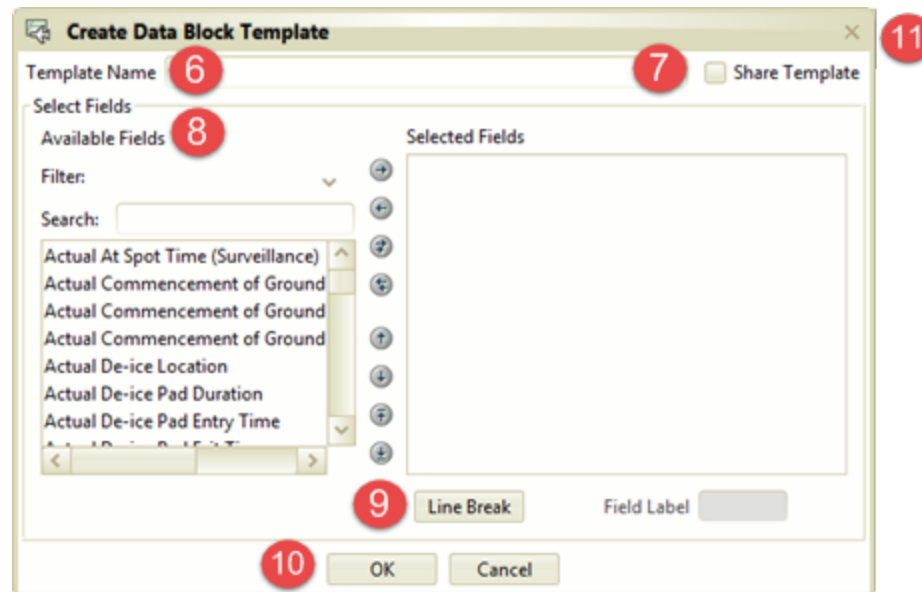 Create Data Block Template
11
Template Name 6 7 Share Template
Select Fields
Available Fields 8 Selected Fields
Filter:
Search:
Actual At Spot Time (Surveillance)
Actual Commencement of Ground
Actual Commencement of Ground
Actual Commencement of Ground
Actual De-ice Location
Actual De-ice Pad Duration
Actual De-ice Pad Entry Time
9 Line Break Field Label
10 OK Cancel